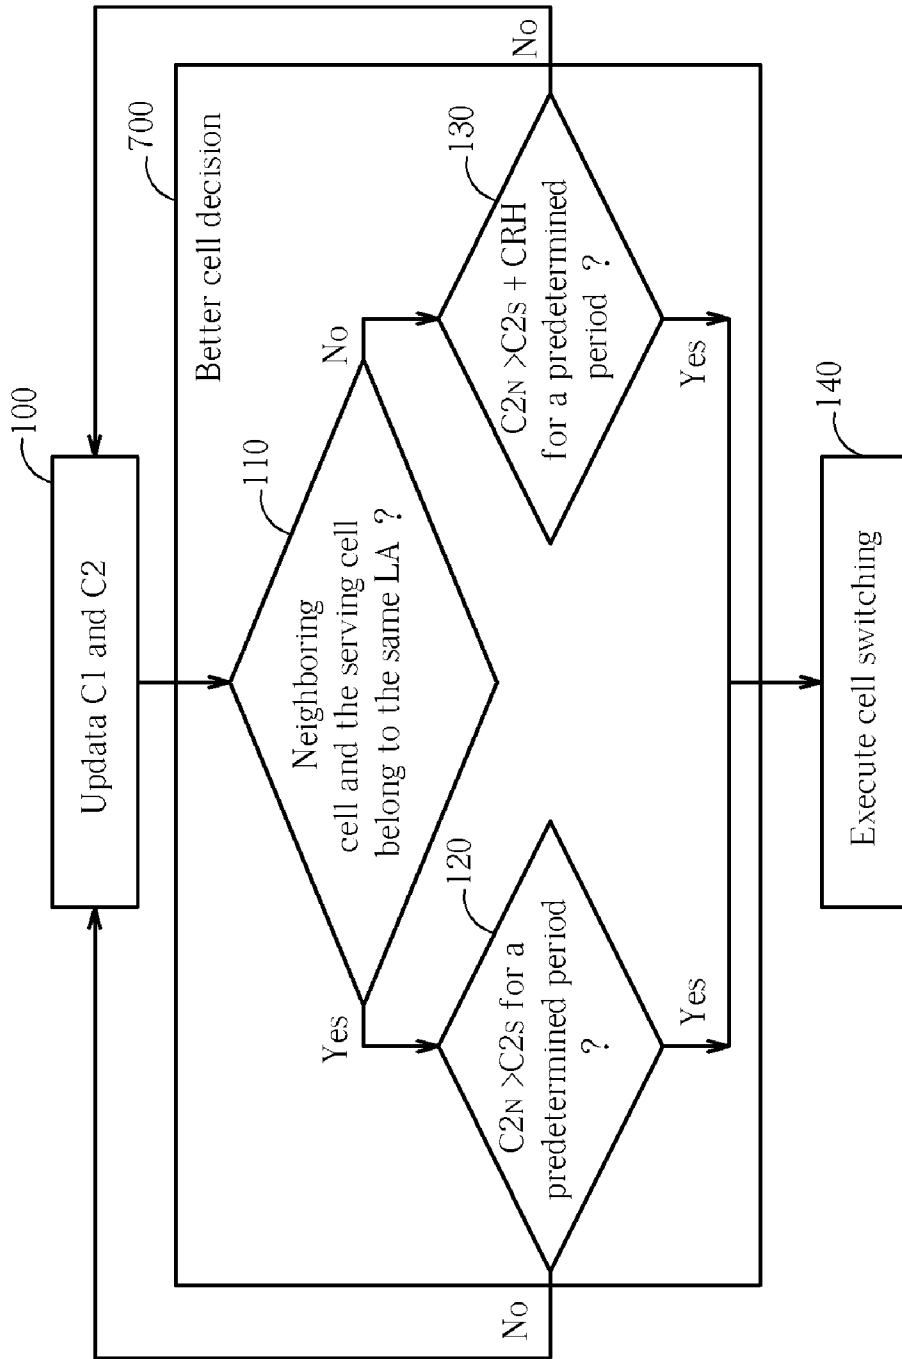 100
Updata C1 and C2
700
Better cell decision
110
Neighboring
cell and the serving cell
belong to the same LA ?
Yes
No
120
C2N >C2S for a
predetermined period
?
130
C2N >C2S + CRH
for a predetermined
period ?
No
No
Yes
Yes
140
Execute cell switching